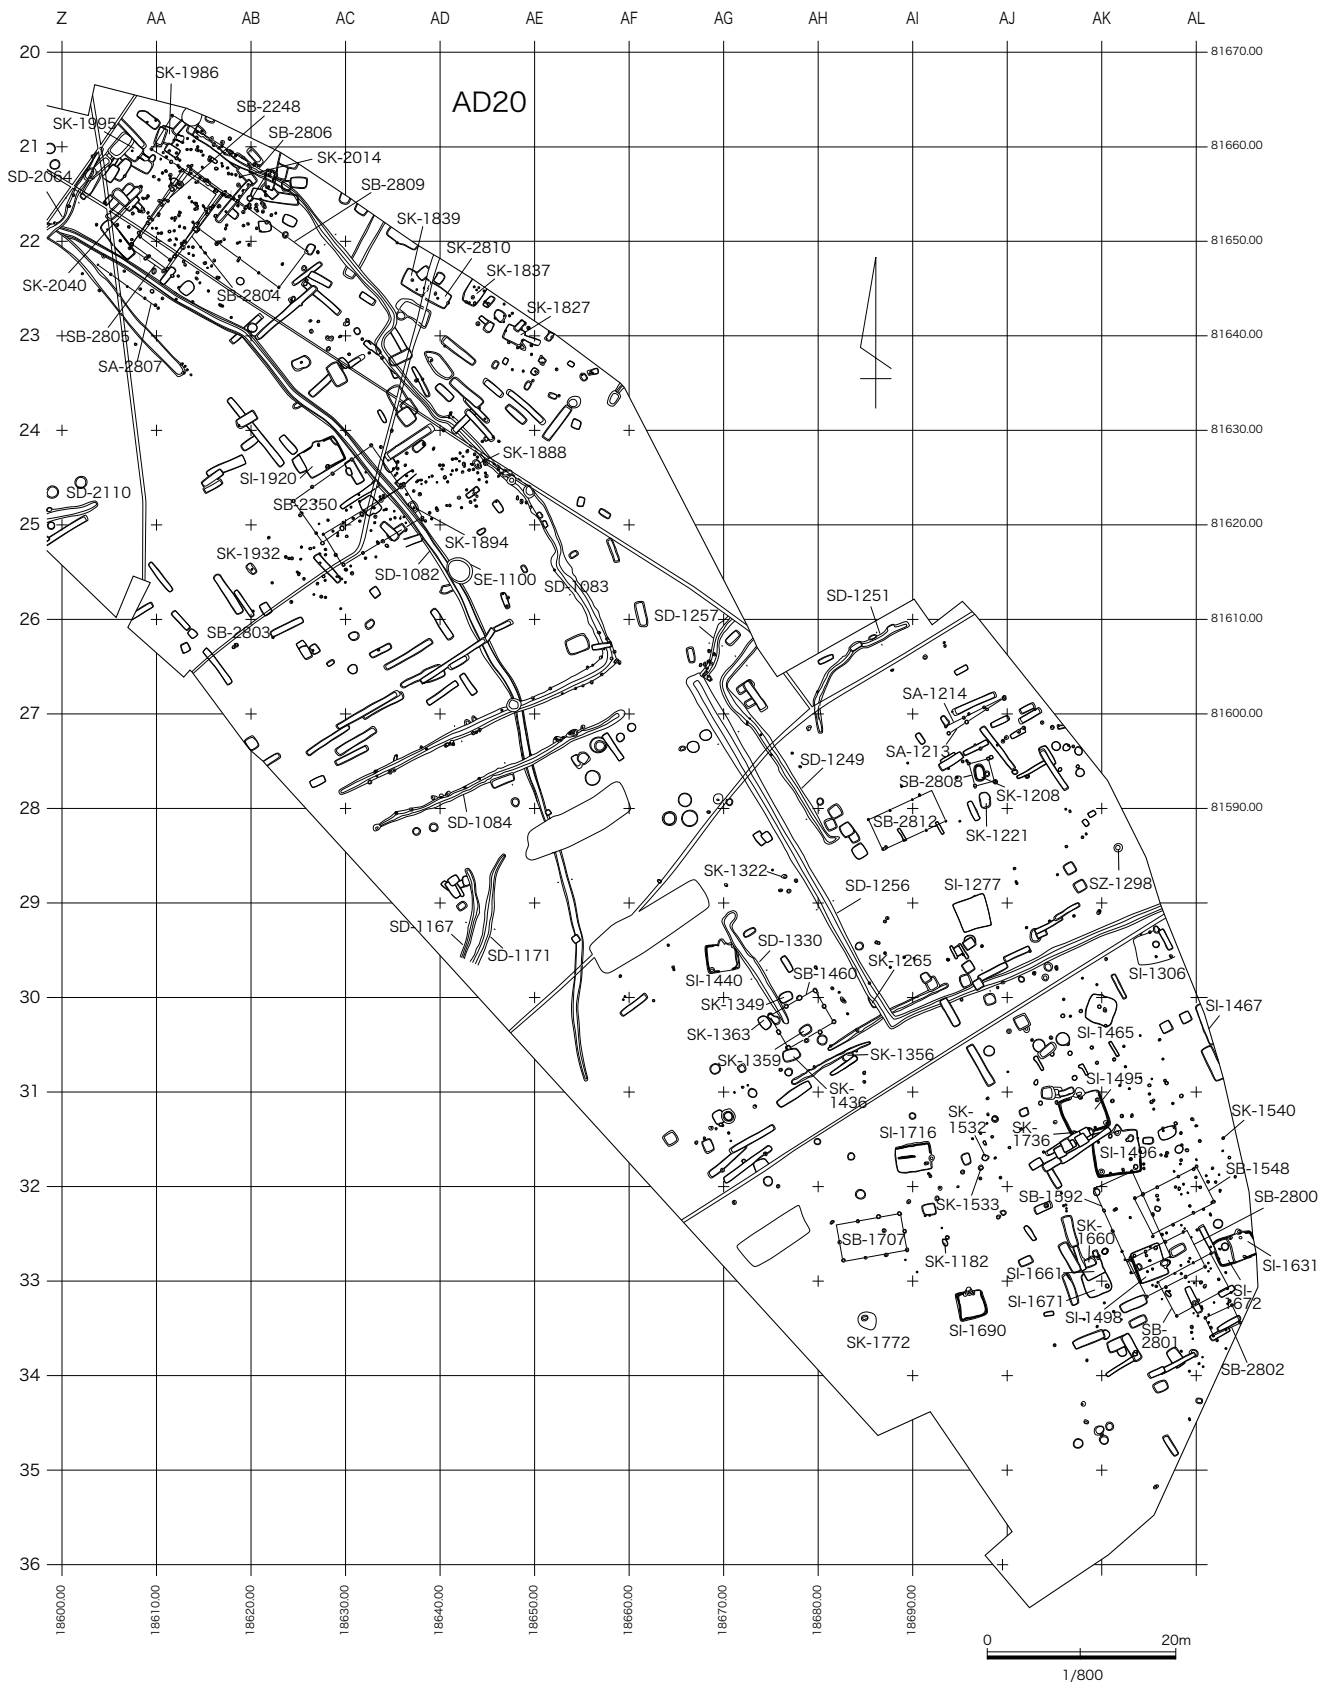 Z AA AB AC AD AE AF AG AH AI AJ AK AL
20 81670.00
SK-1986
AD20
SB-2248
SK-1995
SB-2806
21 81660.00
SK-2014
SD-2064
SB-2809
SK-1839
22 81650.00
SK-2810
SK-1837
SK-2040
SB-2804
SK-1827
23 81640.00
SB-2805
SA-2807
24 81630.00
SK-1888
SI-1920
SD-2110
SB-2350
25 81620.00
SK-1894
SK-1932
SD-1082
SE-1100
SD-1083
SD-1251
26 81610.00
SD-1257
SB-2803
SA-1214
27 81600.00
SA-1213
SD-1249
SB-2808
SK-1208
28 81590.00
SD-1084
SB-2812
SK-1221
SK-1322
SD-1256
SI-1277
SZ-1298
29
SD-1167
SD-1330
SD-1171
SK-1265
SB-1460
SI-1440
SI-1306
30
SK-1349
SI-1467
SK-1363
SI-1465
SK-1359
SK-1356
SI-1495
31
SK-
1436
SK-
1532
SK-1540
SI-1716
SK-
1736
SI-1496
32
SB-1548
SK-1533
SB-1592
SB-2800
SB-1707
SK-
1660
SK-1182
SI-1631
33
SI-1661
SI-1671
SI-1498
SI-
1672
SK-1772
SI-1690
SB-
2801
34
SB-2802
35
36
18600.00 18610.00 18620.00 18630.00 18640.00 18650.00 18660.00 18670.00 18680.00 18690.00
0 20m
1/800